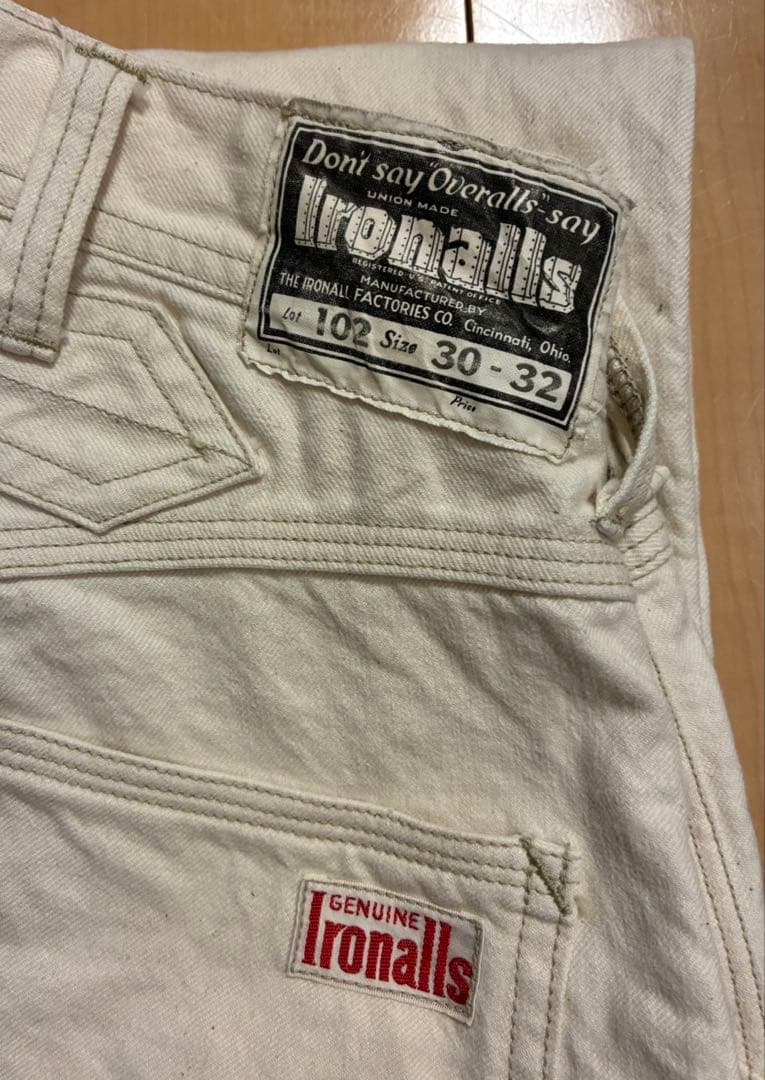 Don't say "Overalls"-say
UNION MADE
Ironalls
REGISTERED U.S. PATENT OFFICE
MANUFACTURED BY
THE IRONALL FACTORIES CO. Cincinnati, Ohio.
Lot 102 Size 30 - 32
Lot Price
GENUINE
Ironalls